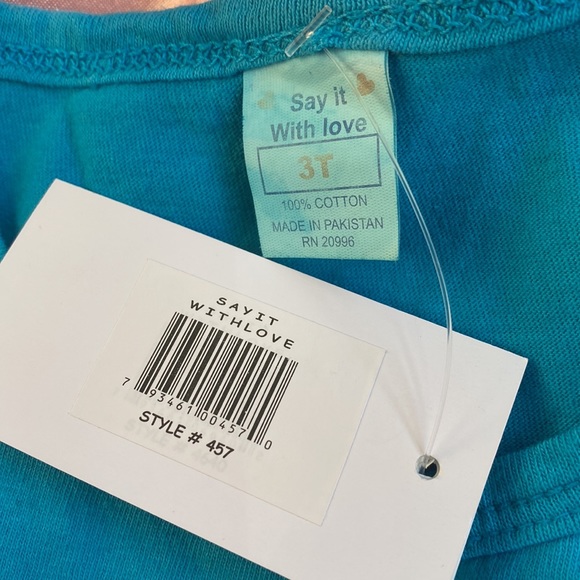 Say it
With love
3T
100% COTTON
MADE IN PAKISTAN
RN 20996
SAYIT
WITHLOVE
7 93461 00457 0
STYLE # 457